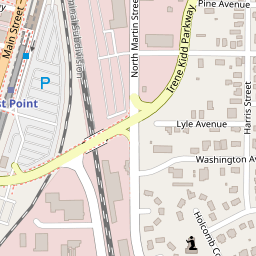 Pine Avenue
Main Street
North Martin Street
Irene Kidd Parkway
P
st Point
Lyle Avenue
Harris Street
Washington Av
Holcomb Co
i